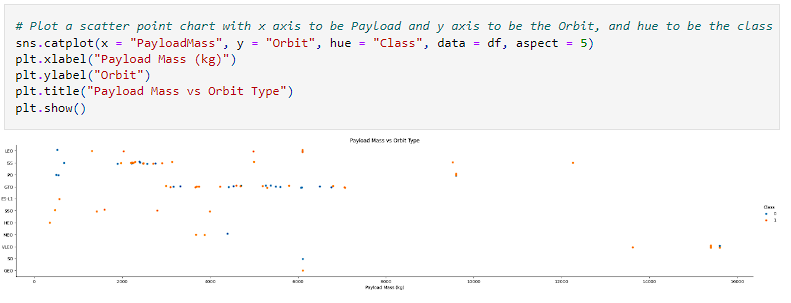 # Plot a scatter point chart with x axis to be Payload and y axis to be the Orbit, and hue to be the class
sns.catplot(x = "PayloadMass", y = "Orbit", hue = "Class", data = df, aspect = 5)
plt.xlabel("Payload Mass (kg)")
plt.ylabel("Orbit")
plt.title("Payload Mass vs Orbit Type")
plt.show()
Payload Mass vs Orbit Type
LEO
ISS
PO
GTO
ES-L1
SSO
HEO
MEO
VLEO
SO
GEO
Class
0
1
0 2000 4000 6000 8000 10000 12000 14000 16000
Payload Mass (kg)